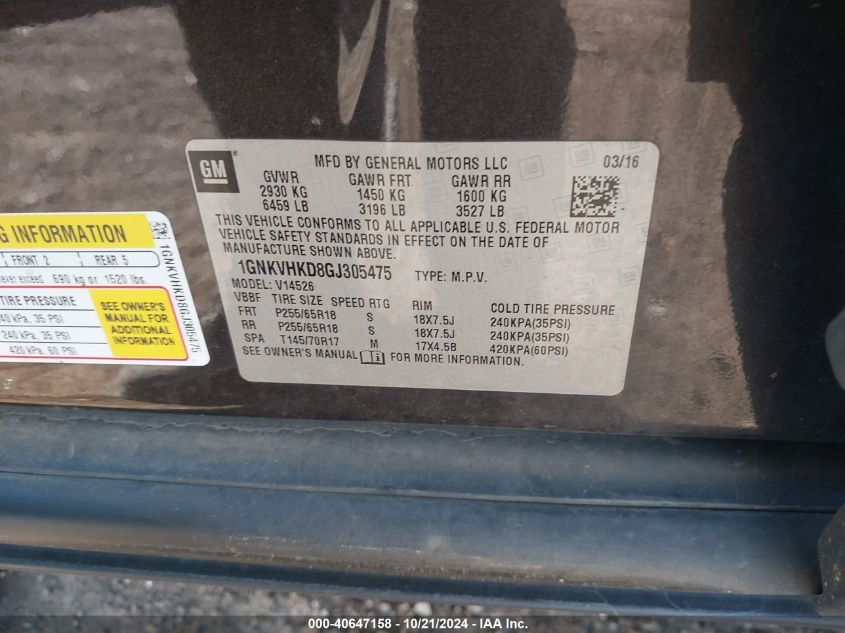 GM
MFD BY GENERAL MOTORS LLC 03/16
GVWR GAWR FRT GAWR RR
2930 KG 1450 KG 1600 KG
6459 LB 3196 LB 3527 LB
THIS VEHICLE CONFORMS TO ALL APPLICABLE U.S. FEDERAL MOTOR
VEHICLE SAFETY STANDARDS IN EFFECT ON THE DATE OF
MANUFACTURE SHOWN ABOVE.
1GNKVHKD8GJ305475 TYPE: M.P.V.
MODEL: V14526
VBBF TIRE SIZE SPEED RTG RIM COLD TIRE PRESSURE
FRT P255/65R18 S 18X7.5J 240KPA(35PSI)
RR P255/65R18 S 18X7.5J 240KPA(35PSI)
SPA T145/70R17 M 17X4.5B 420KPA(60PSI)
SEE OWNER'S MANUAL FOR MORE INFORMATION.
G INFORMATION
FRONT 2 REAR 5
never exceed 690 kg or 1520 lbs.
TIRE PRESSURE
40 kPa, 35 PSI
240 kPa, 35 PSI
420 kPa, 60 PSI
SEE OWNER'S
MANUAL FOR
ADDITIONAL
INFORMATION
1GNKVHKD8GJ305475
000-40647158 - 10/21/2024 - IAAI.Com